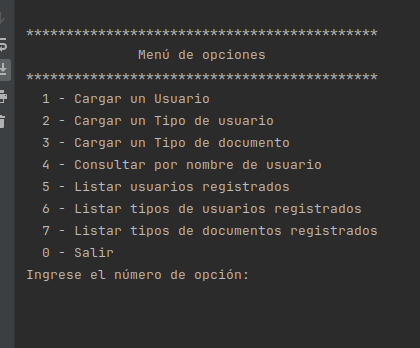 ********************************************
Menú de opciones
********************************************
1 - Cargar un Usuario
2 - Cargar un Tipo de usuario
3 - Cargar un Tipo de documento
4 - Consultar por nombre de usuario
5 - Listar usuarios registrados
6 - Listar tipos de usuarios registrados
7 - Listar tipos de documentos registrados
0 - Salir
Ingrese el número de opción: